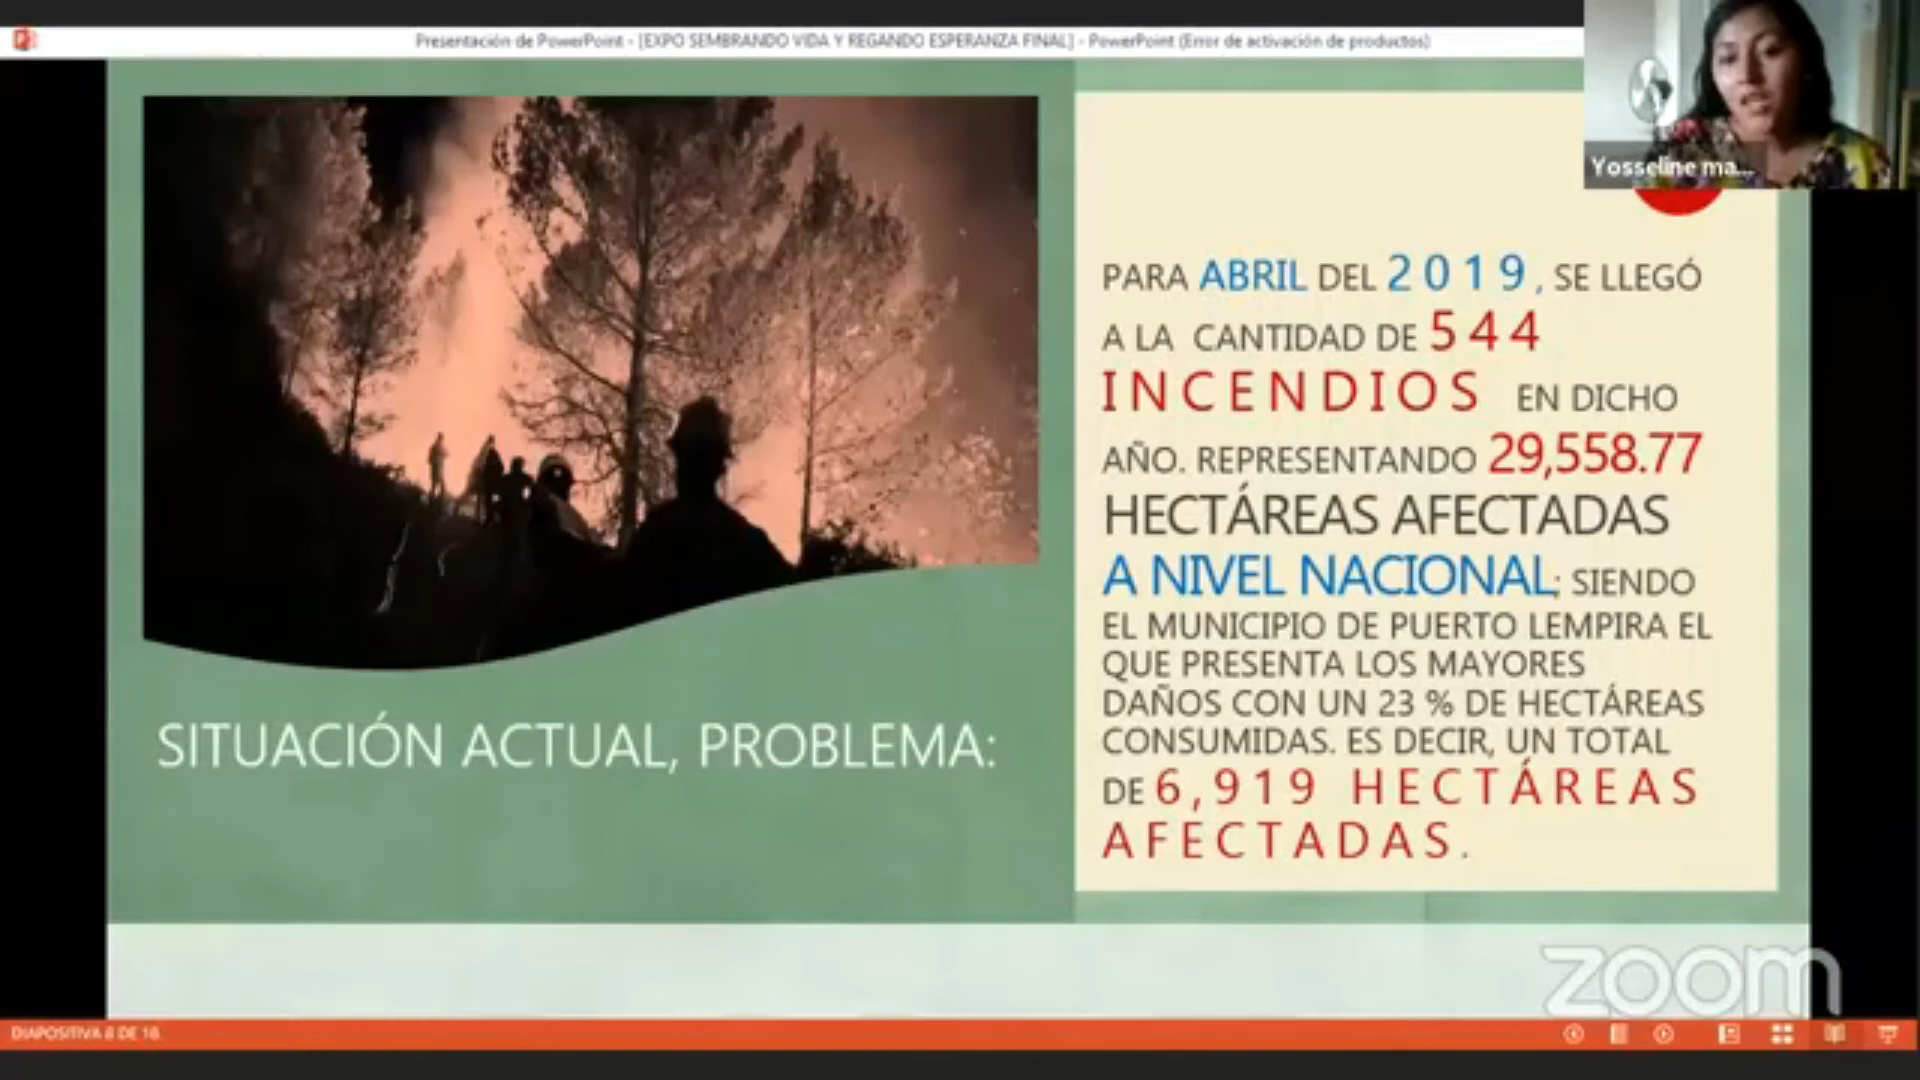 Presentación de PowerPoint - [EXPO SEMBRANDO VIDA Y REGANDO ESPERANZA FINAL] - PowerPoint (Error de activación de productos)
Yosseline ma...
PARA ABRIL DEL 2019, SE LLEGÓ
A LA CANTIDAD DE 544
INCENDIOS EN DICHO
AÑO. REPRESENTANDO 29,558.77
HECTÁREAS AFECTADAS
A NIVEL NACIONAL; SIENDO
EL MUNICIPIO DE PUERTO LEMPIRA EL
QUE PRESENTA LOS MAYORES
DAÑOS CON UN 23 % DE HECTÁREAS
CONSUMIDAS. ES DECIR, UN TOTAL
DE 6,919 HECTÁREAS
AFECTADAS.
SITUACIÓN ACTUAL, PROBLEMA:
zoom
DIAPOSITIVA 8 DE 18